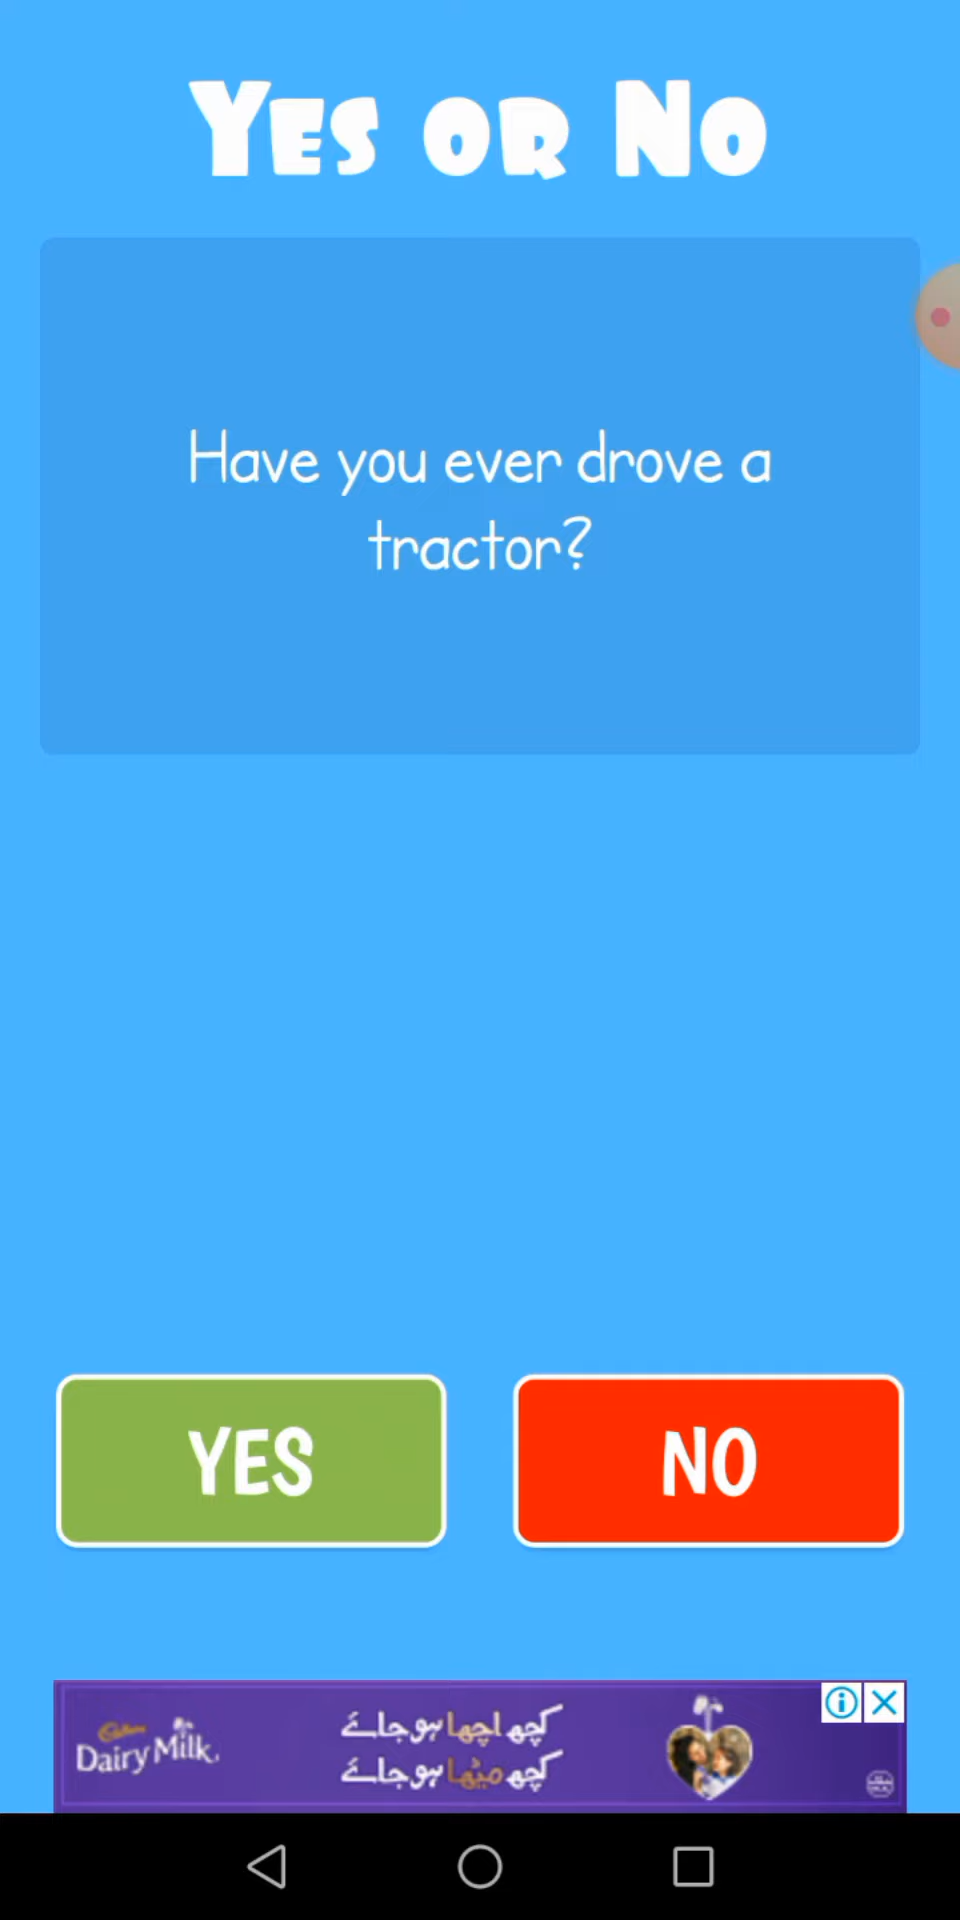 Yes or No
Have you ever drove a
tractor?
YES
NO
Cadbury
Dairy Milk
کچھ اچھا ہو جائے
کچھ میٹھا ہو جائے